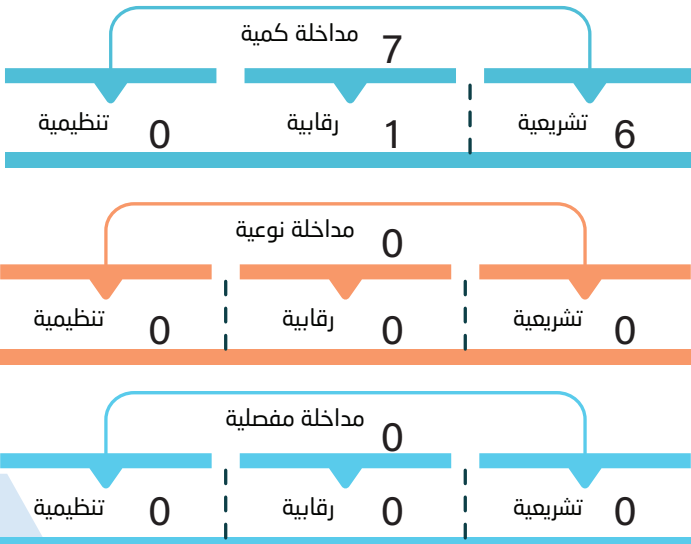 7 مداخلة كمية
6 تشريعية 1 رقابية 0 تنظيمية
0 مداخلة نوعية
0 تشريعية 0 رقابية 0 تنظيمية
0 مداخلة مفصلية
0 تشريعية 0 رقابية 0 تنظيمية